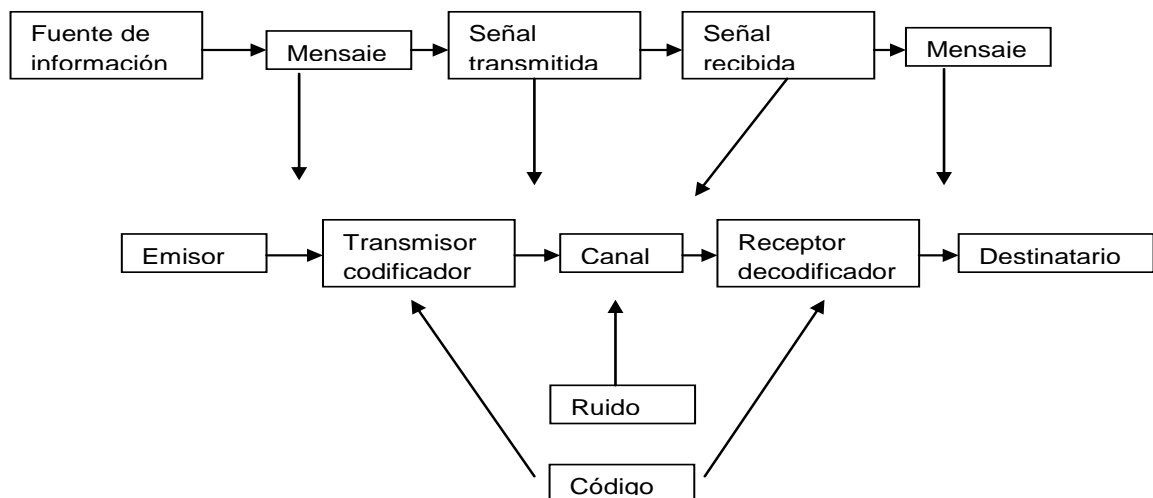 Fuente de
información
Mensaje
Señal
transmitida
Señal
recibida
Mensaje
Emisor
Transmisor
codificador
Canal
Receptor
decodificador
Destinatario
Ruido
Código